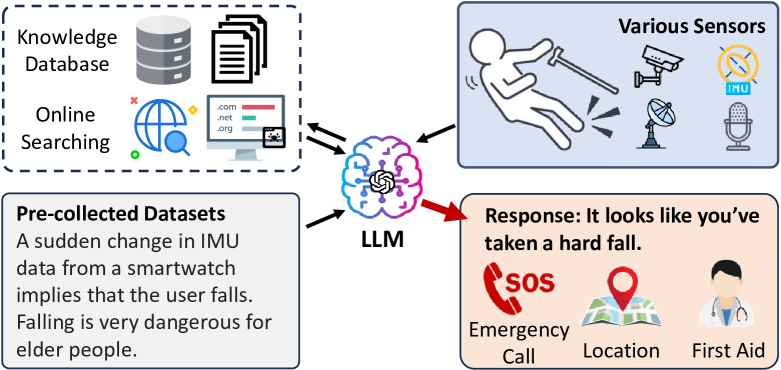 Knowledge
Database
Online
Searching
.com
.net
.org
Various Sensors
IMU
LLM
Pre-collected Datasets
A sudden change in IMU
data from a smartwatch
implies that the user falls.
Falling is very dangerous for
elder people.
Response: It looks like you've
taken a hard fall.
SOS
Emergency
Call
Location
First Aid